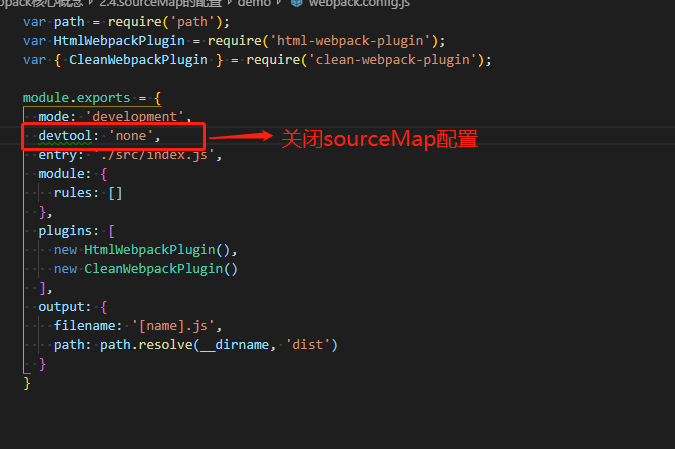 pack核心概念 > 2.4.sourceMap的配置 > demo > webpack.config.js
var path = require('path');
var HtmlWebpackPlugin = require('html-webpack-plugin');
var { CleanWebpackPlugin } = require('clean-webpack-plugin');
module.exports = {
mode: 'development',
devtool: 'none', 关闭sourceMap配置
entry: './src/index.js',
module: {
rules: []
},
plugins: [
new HtmlWebpackPlugin(),
new CleanWebpackPlugin()
],
output: {
filename: '[name].js',
path: path.resolve(__dirname, 'dist')
}
}